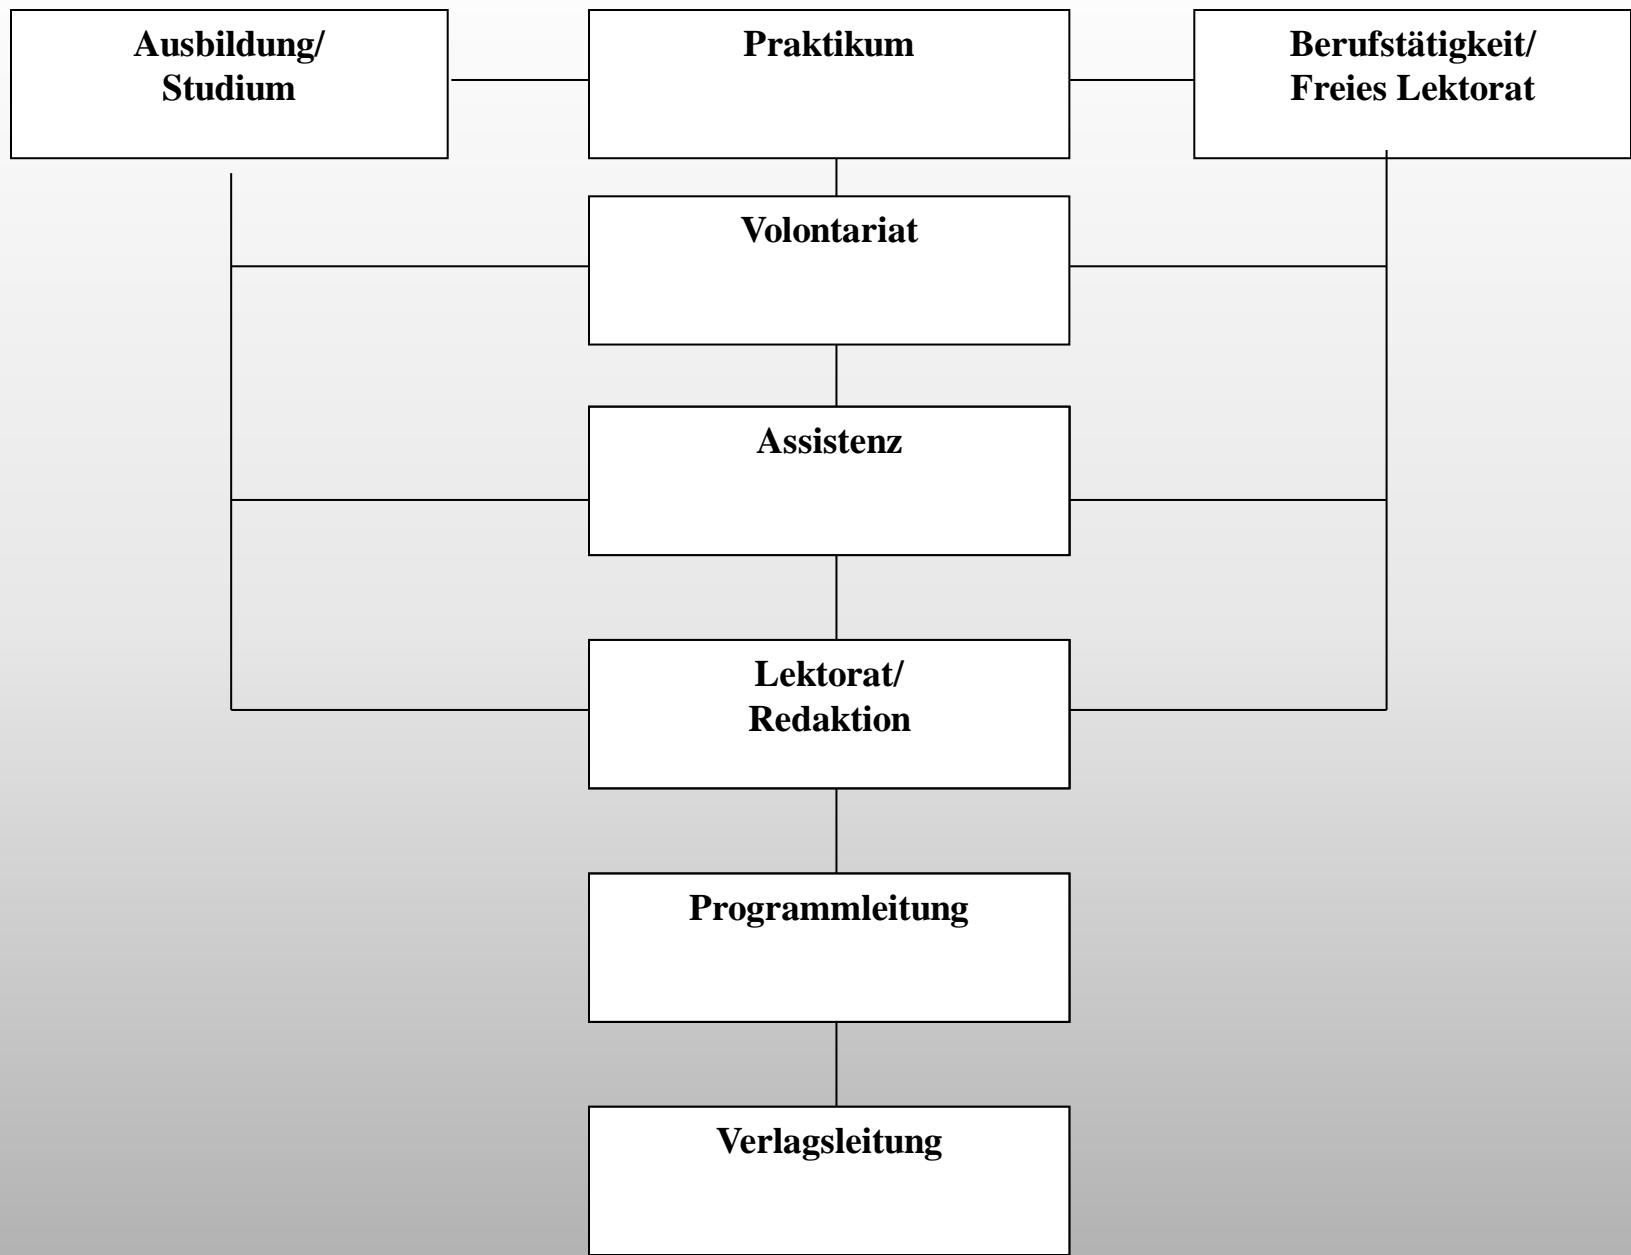 Ausbildung/
Studium
Praktikum
Berufstätigkeit/
Freies Lektorat
Volontariat
Assistenz
Lektorat/
Redaktion
Programmleitung
Verlagsleitung